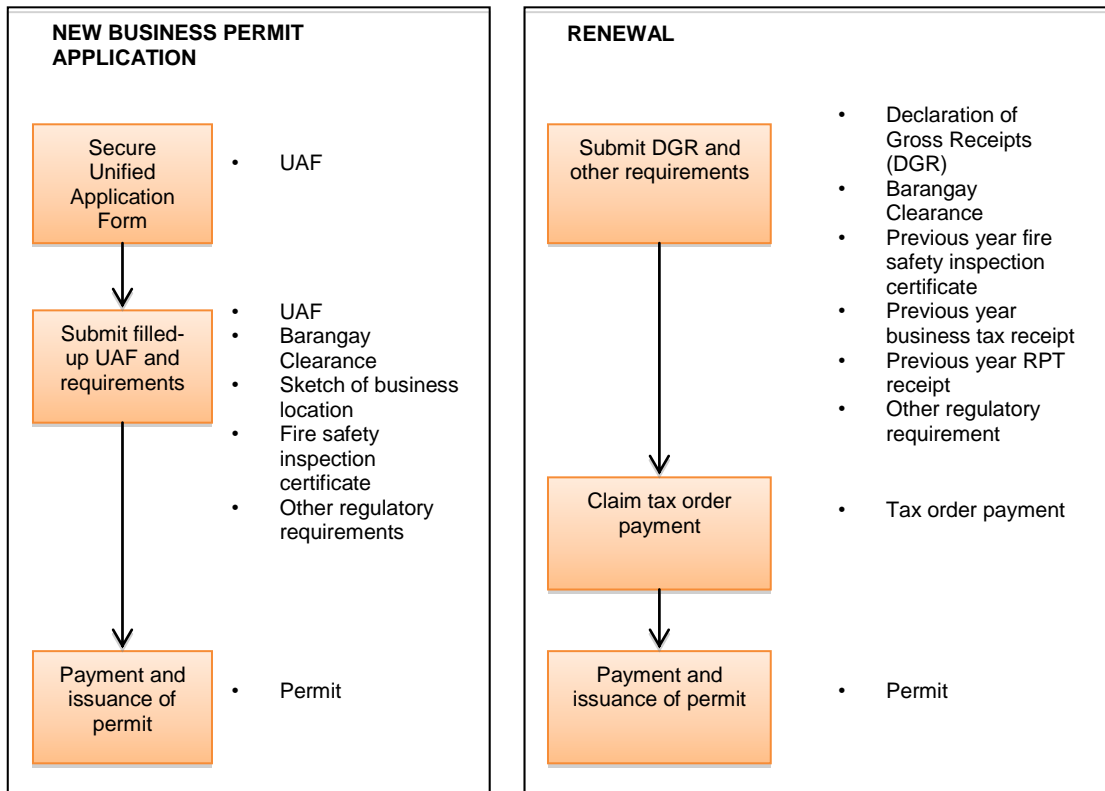 NEW BUSINESS PERMIT
APPLICATION
Secure
Unified
Application
Form
• UAF
Submit filled-
up UAF and
requirements
• UAF
• Barangay
Clearance
• Sketch of business
location
• Fire safety
inspection
certificate
• Other regulatory
requirements
Payment and
issuance of
permit
• Permit
RENEWAL
Submit DGR and
other requirements
• Declaration of
Gross Receipts
(DGR)
• Barangay
Clearance
• Previous year fire
safety inspection
certificate
• Previous year
business tax receipt
• Previous year RPT
receipt
• Other regulatory
requirement
Claim tax order
payment
• Tax order payment
Payment and
issuance of permit
• Permit